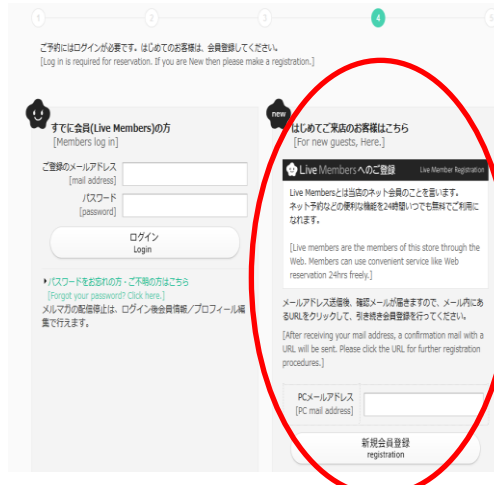 1
2
3
4
5
ご予約にはログインが必要です。はじめてのお客様は、会員登録してください。
[Log in is required for reservation. If you are New then please make a registration.]
すでに会員(Live Members)の方
[Members log in]
ご登録のメールアドレス
[mail address]
パスワード
[password]
ログイン
Login
パスワードをお忘れの方・ご不明の方はこちら
[Forgot your password? Click here.]
メルマガの配信停止は、ログイン後会員情報/プロフィール編
集で行えます。
new
はじめてご来店のお客様はこちら
[For new guests, Here.]
Live Membersへのご登録 Live Member Registration
Live Membersとは当店のネット会員のことを言います。
ネット予約などの便利な機能を24時間いつでも無料でご利用に
なれます。
[Live members are the members of this store through the
Web. Members can use convenient service like Web
reservation 24hrs freely.]
メールアドレス送信後、確認メールが届きますので、メール内にあ
るURLをクリックして、引き続き会員登録を行ってください。
[After receiving your mail address, a confirmation mail with a
URL will be sent. Please click the URL for further registration
procedures.]
PCメールアドレス
[PC mail address]
新規会員登録
registration